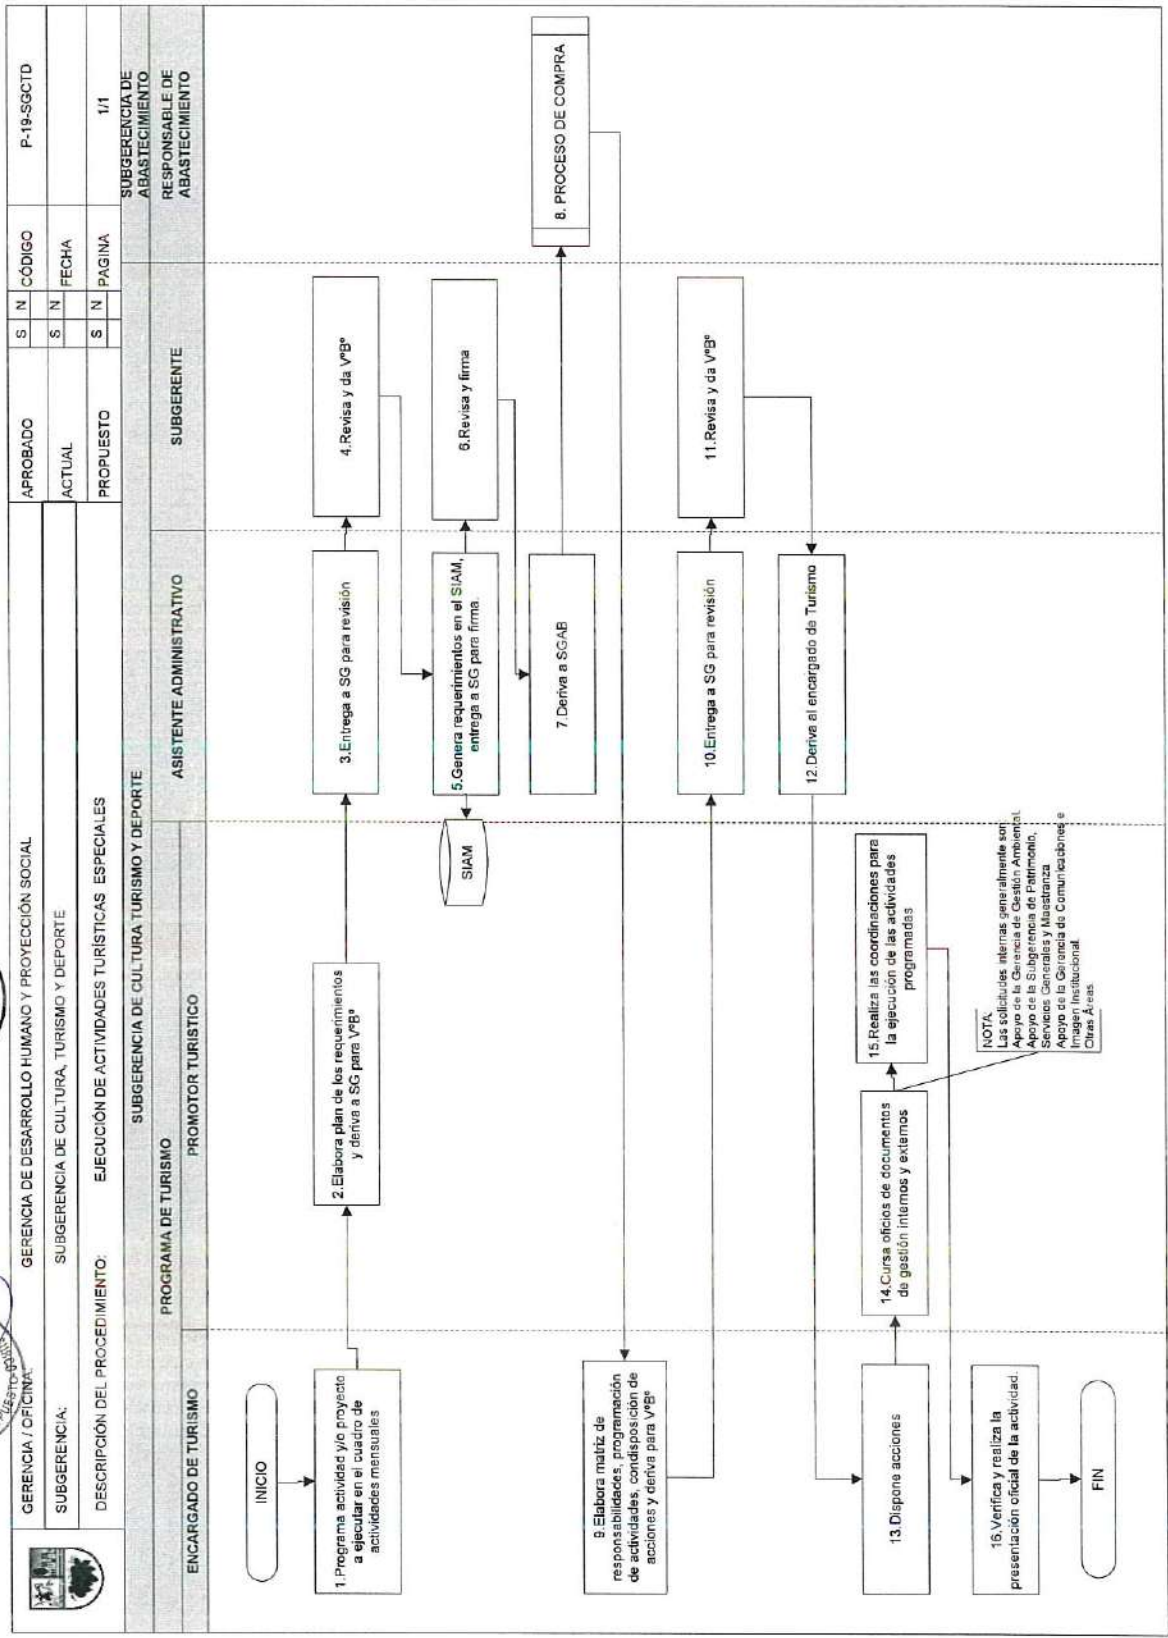 GERENCIA / OFICINA: GERENCIA DE DESARROLLO HUMANO Y PROYECCIÓN SOCIAL
APROBADO S N CÓDIGO P-19-SGCTD
SUBGERENCIA: SUBGERENCIA DE CULTURA, TURISMO Y DEPORTE
ACTUAL S N FECHA
DESCRIPCIÓN DEL PROCEDIMIENTO: EJECUCIÓN DE ACTIVIDADES TURÍSTICAS ESPECIALES
PROPUESTO S N PAGINA 1/1
SUBGERENCIA DE CULTURA TURISMO Y DEPORTE
SUBGERENCIA DE
ABASTECIMIENTO
PROGRAMA DE TURISMO
ENCARGADO DE TURISMO
PROMOTOR TURISTICO
ASISTENTE ADMINISTRATIVO
SUBGERENTE
RESPONSABLE DE
ABASTECIMIENTO
INICIO
1.Programa actividad y/o proyecto
a ejecutar en el cuadro de
actividades mensuales
2.Elabora plan de los requerimientos
y deriva a SG para VºBº
3.Entrega a SG para revisión
4.Revisa y da VºBº
5.Genera requerimientos en el SIAM,
entrega a SG para firma.
SIAM
6.Revisa y firma
7.Deriva a SGAB
8. PROCESO DE COMPRA
9.Elabora matriz de
responsabilidades, programación
de actividades, condisposición de
acciones y deriva para VºBº
10.Entrega a SG para revisión
11.Revisa y da VºBº
12.Deriva al encargado de Turismo
13.Dispone acciones
14.Cursa oficios de documentos
de gestión internos y externos
15.Realiza las coordinaciones para
la ejecución de las actividades
programadas
NOTA:
Las solicitudes internas generalmente son:
Apoyo de la Gerencia de Gestión Ambiental.
Apoyo de la Subgerencia de Patrimonio,
Servicios Generales y Maestranza
Apoyo de la Gerencia de Comunicaciones e
Imagen Institucional.
Otras Áreas.
16.Verifica y realiza la
presentación oficial de la actividad.
FIN